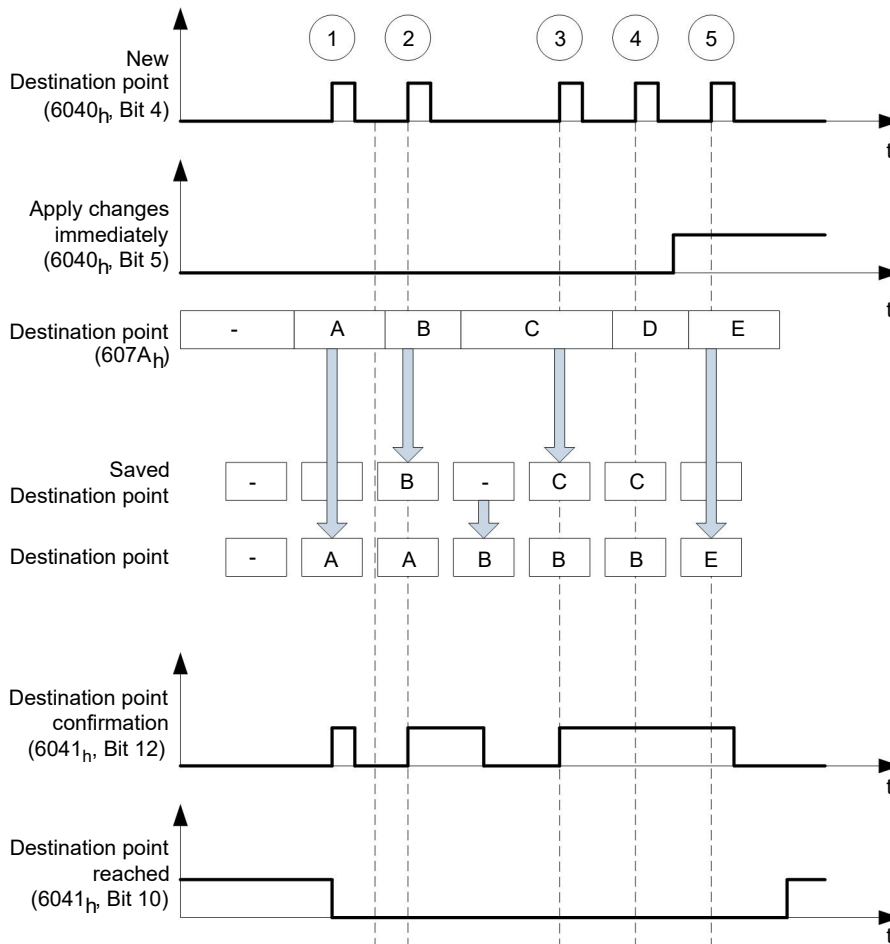 1 2 3 4 5
New
Destination point
(6040h, Bit 4)
t
Apply changes
immediately
(6040h, Bit 5)
t
Destination point
(607Ah)
- A B C D E
Saved
Destination point
- B - C C
Destination point
- A A B B B E
Destination point
confirmation
(6041h, Bit 12)
t
Destination point
reached
(6041h, Bit 10)
t